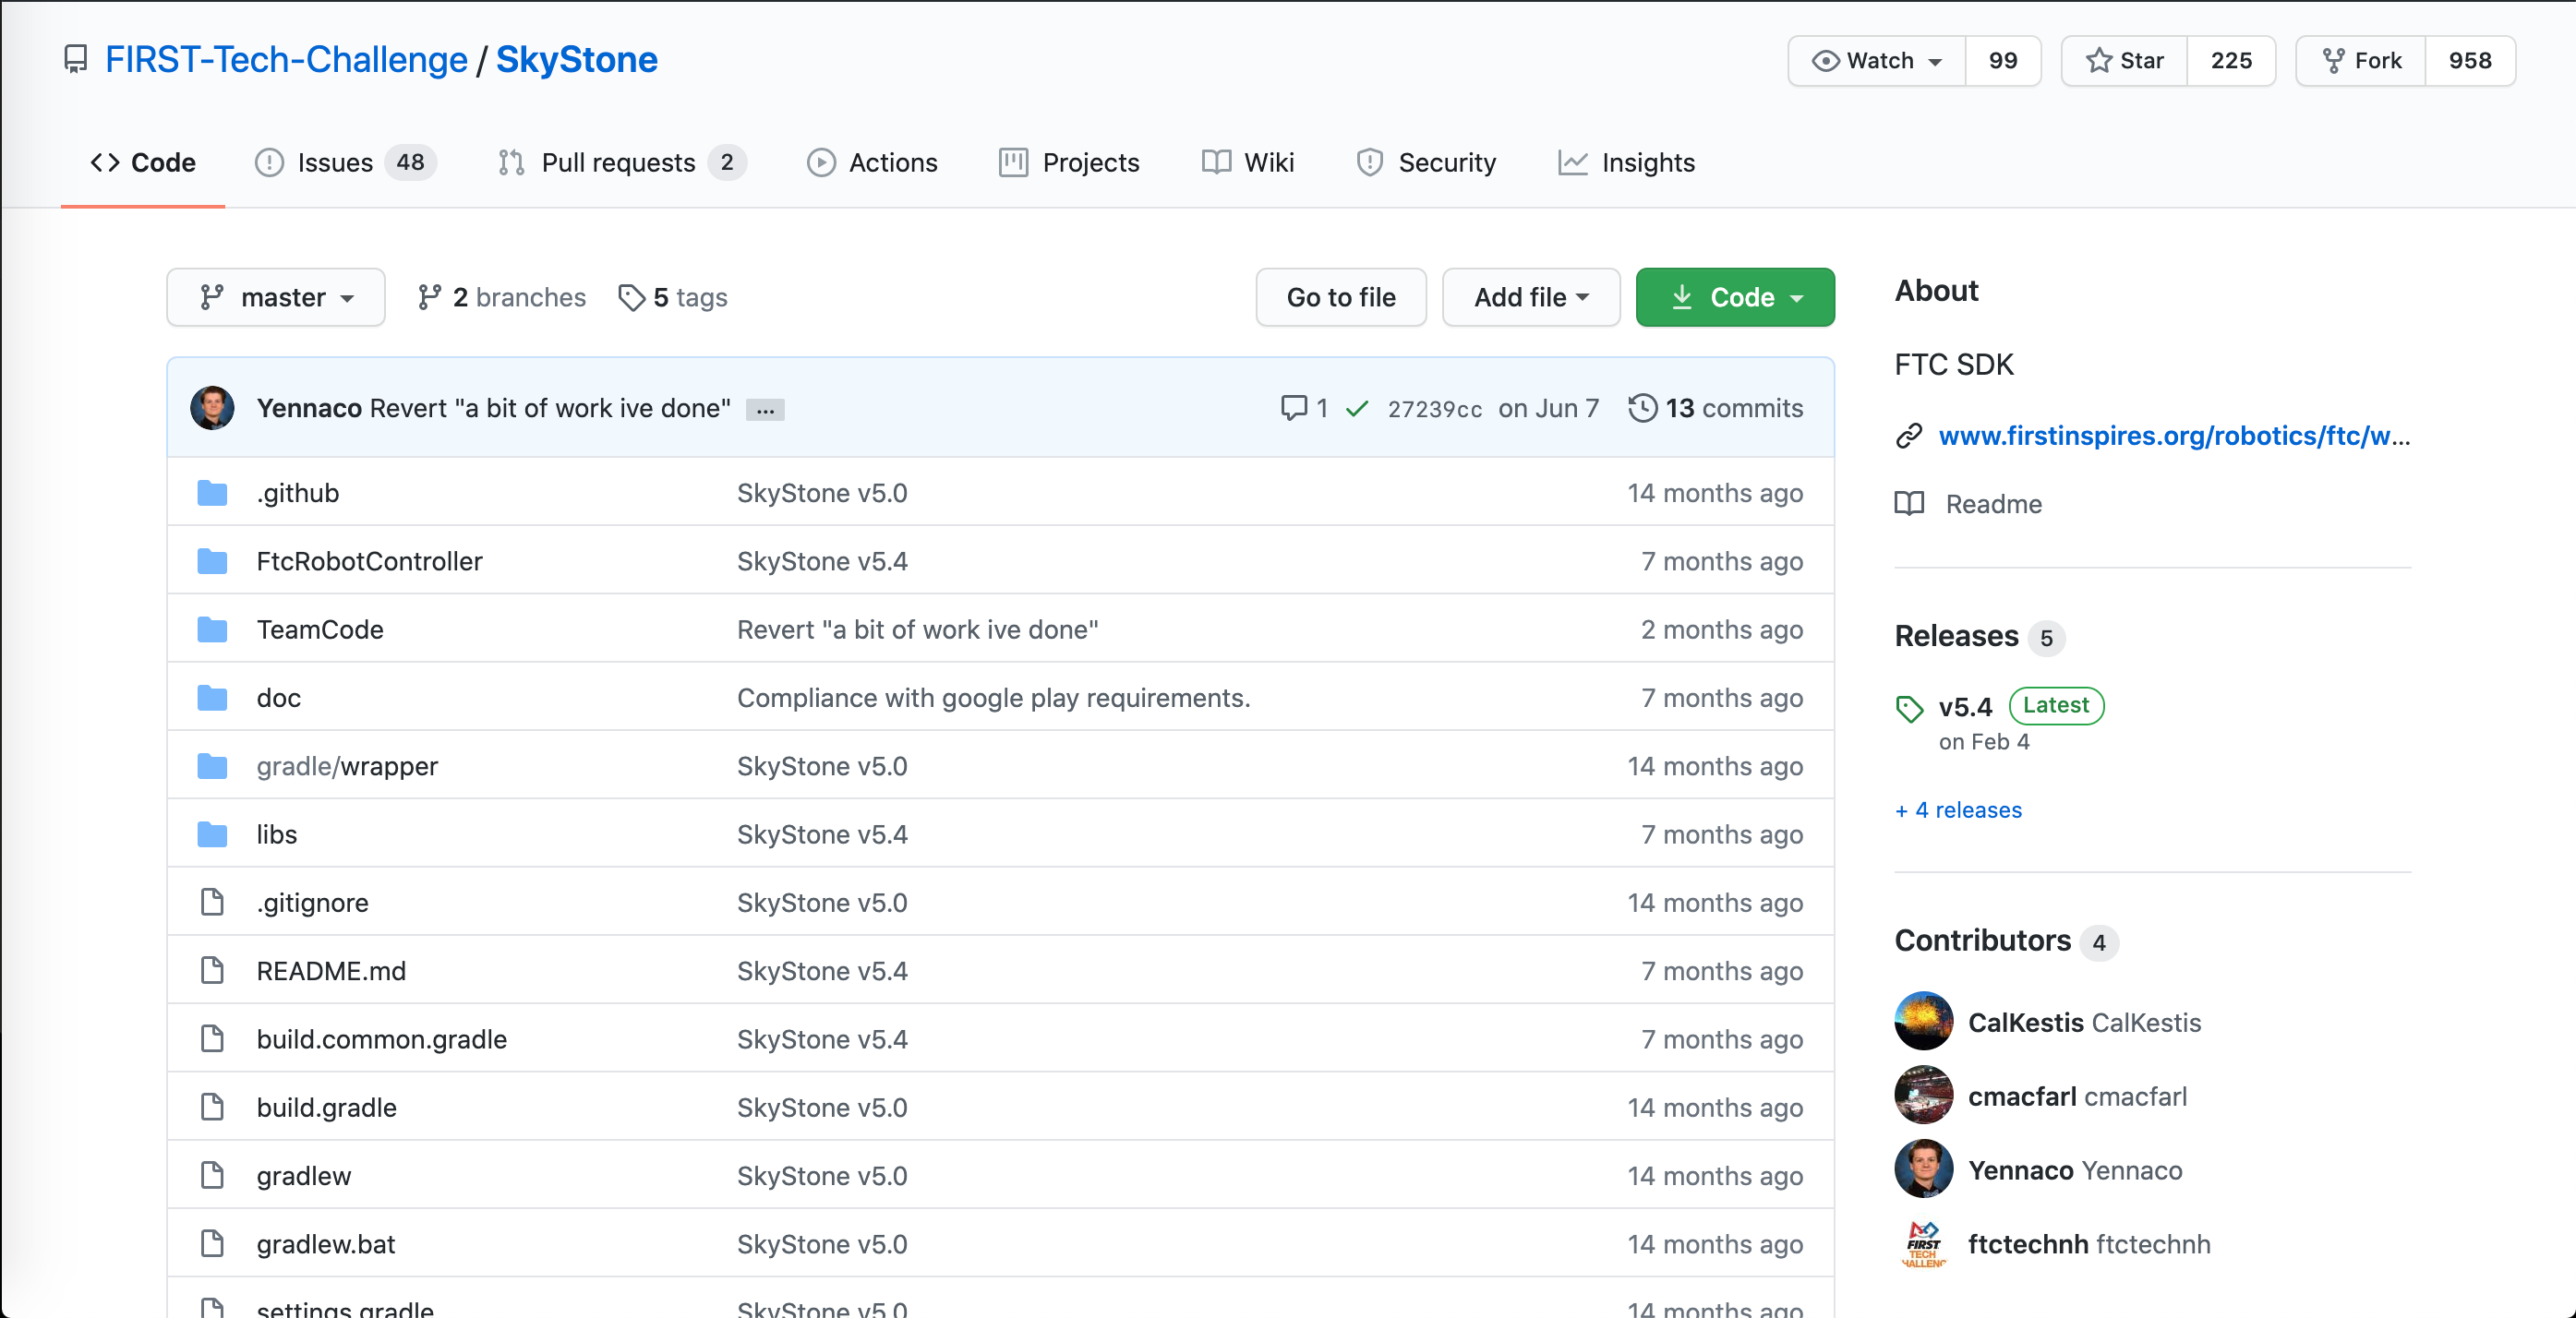 FIRST-Tech-Challenge / SkyStone
Watch 99 Star 225 Fork 958
Code Issues 48 Pull requests 2 Actions Projects Wiki Security Insights
master 2 branches 5 tags Go to file Add file Code
Yennaco Revert "a bit of work ive done" ... 1 27239cc on Jun 7 13 commits
.github SkyStone v5.0 14 months ago
FtcRobotController SkyStone v5.4 7 months ago
TeamCode Revert "a bit of work ive done" 2 months ago
doc Compliance with google play requirements. 7 months ago
gradle/wrapper SkyStone v5.0 14 months ago
libs SkyStone v5.4 7 months ago
.gitignore SkyStone v5.0 14 months ago
README.md SkyStone v5.4 7 months ago
build.common.gradle SkyStone v5.4 7 months ago
build.gradle SkyStone v5.0 14 months ago
gradlew SkyStone v5.0 14 months ago
gradlew.bat SkyStone v5.0 14 months ago
settings.gradle SkyStone v5.0 14 months ago
About
FTC SDK
www.firstinspires.org/robotics/ftc/w...
Readme
Releases 5
v5.4 Latest
on Feb 4
+ 4 releases
Contributors 4
CalKestis CalKestis
cmacfarl cmacfarl
Yennaco Yennaco
FIRST
TECH
HALLENG
ftctechnh ftctechnh